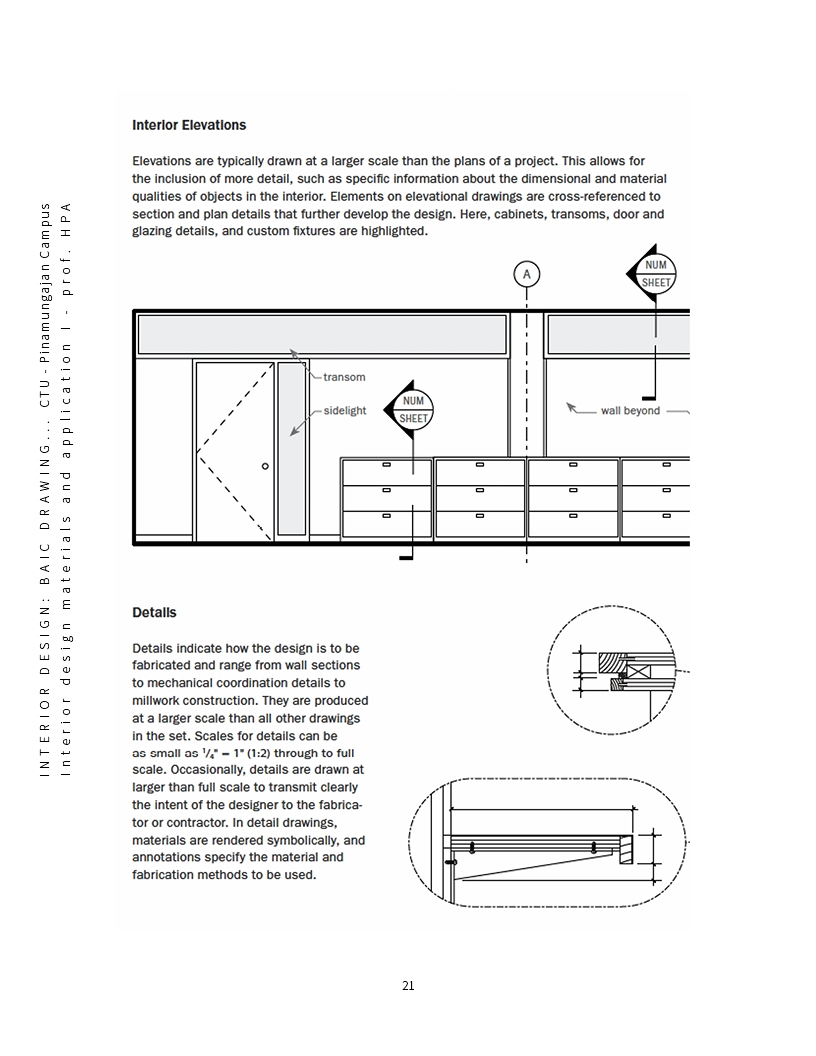 INTERIOR DESIGN: BAIC DRAWING... CTU - Pinamungajan Campus
Interior design materials and application I - prof. HPA
Interior Elevations
Elevations are typically drawn at a larger scale than the plans of a project. This allows for
the inclusion of more detail, such as specific information about the dimensional and material
qualities of objects in the interior. Elements on elevational drawings are cross-referenced to
section and plan details that further develop the design. Here, cabinets, transoms, door and
glazing details, and custom fixtures are highlighted.
A
NUM
SHEET
transom
sidelight
NUM
SHEET
wall beyond
Details
Details indicate how the design is to be
fabricated and range from wall sections
to mechanical coordination details to
millwork construction. They are produced
at a larger scale than all other drawings
in the set. Scales for details can be
as small as 1/4" = 1" (1:2) through to full
scale. Occasionally, details are drawn at
larger than full scale to transmit clearly
the intent of the designer to the fabrica-
tor or contractor. In detail drawings,
materials are rendered symbolically, and
annotations specify the material and
fabrication methods to be used.
21